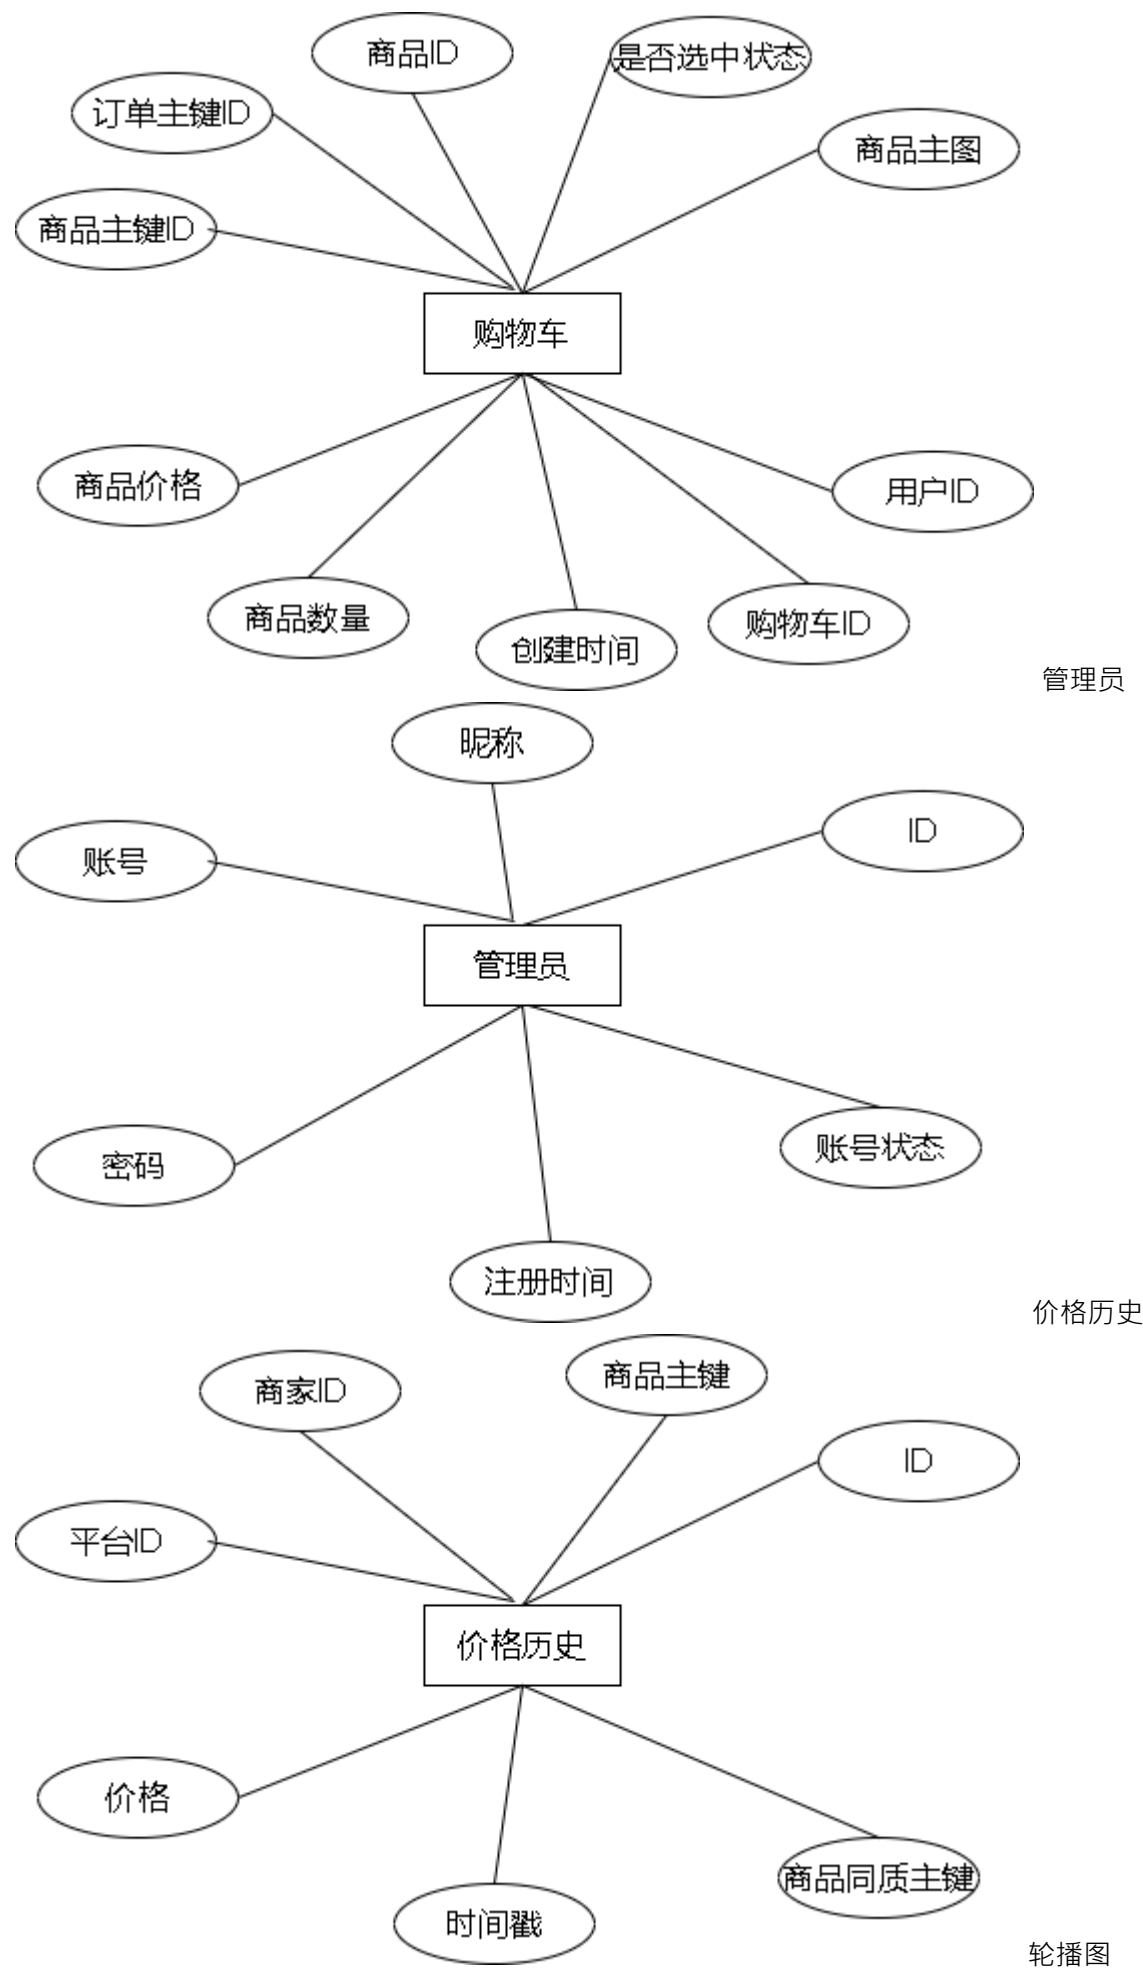 商品ID
是否选中状态
订单主键ID
商品主图
商品主键ID
购物车
商品价格
用户ID
商品数量
购物车ID
创建时间
管理员
昵称
ID
账号
管理员
账号状态
密码
注册时间
价格历史
商品主键
商家ID
ID
平台ID
价格历史
价格
商品同质主键
时间戳
轮播图